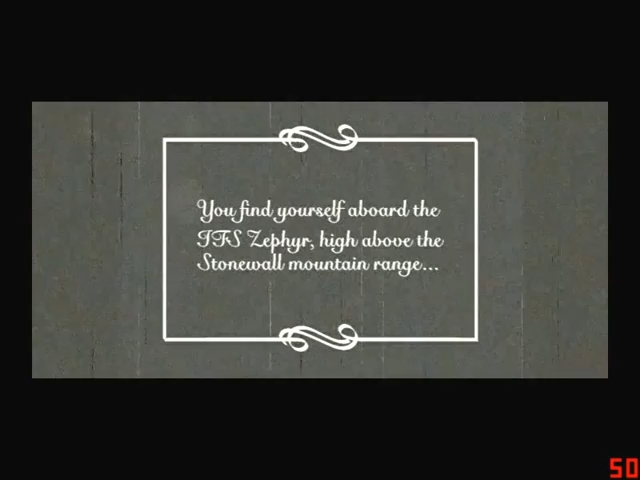 You find yourself aboard the
IFS Zephyr, high above the
Stonewall mountain range...
50